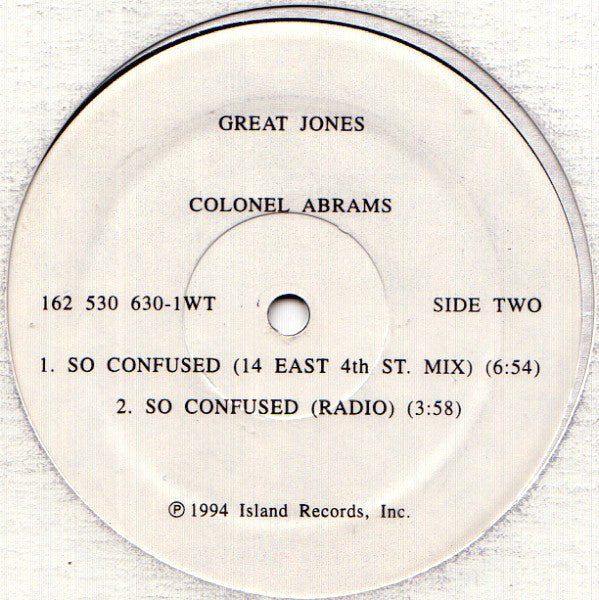 GREAT JONES
COLONEL ABRAMS
162 530 630-1WT SIDE TWO
1. SO CONFUSED (14 EAST 4th ST. MIX) (6:54)
2. SO CONFUSED (RADIO) (3:58)
℗ 1994 Island Records, Inc.